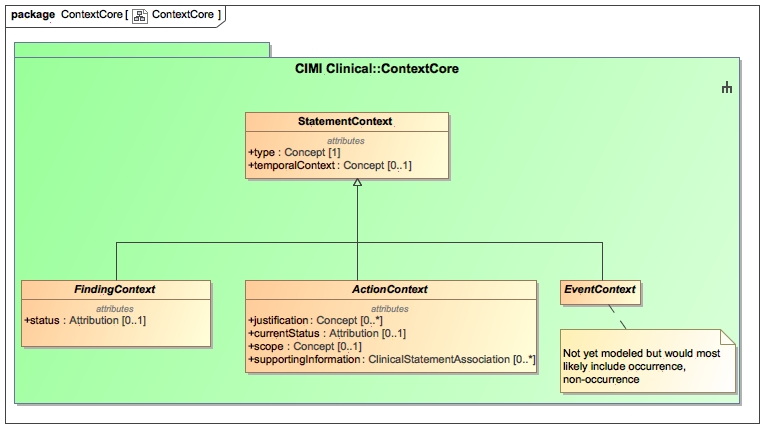 package ContextCore [ ContextCore ]
CIMI Clinical::ContextCore
StatementContext
attributes
+type : Concept [1]
+temporalContext : Concept [0..1]
FindingContext
attributes
+status : Attribution [0..1]
ActionContext
attributes
+justification : Concept [0..*]
+currentStatus : Attribution [0..1]
+scope : Concept [0..1]
+supportingInformation : ClinicalStatementAssociation [0..*]
EventContext
Not yet modeled but would most
likely include occurrence,
non-occurrence